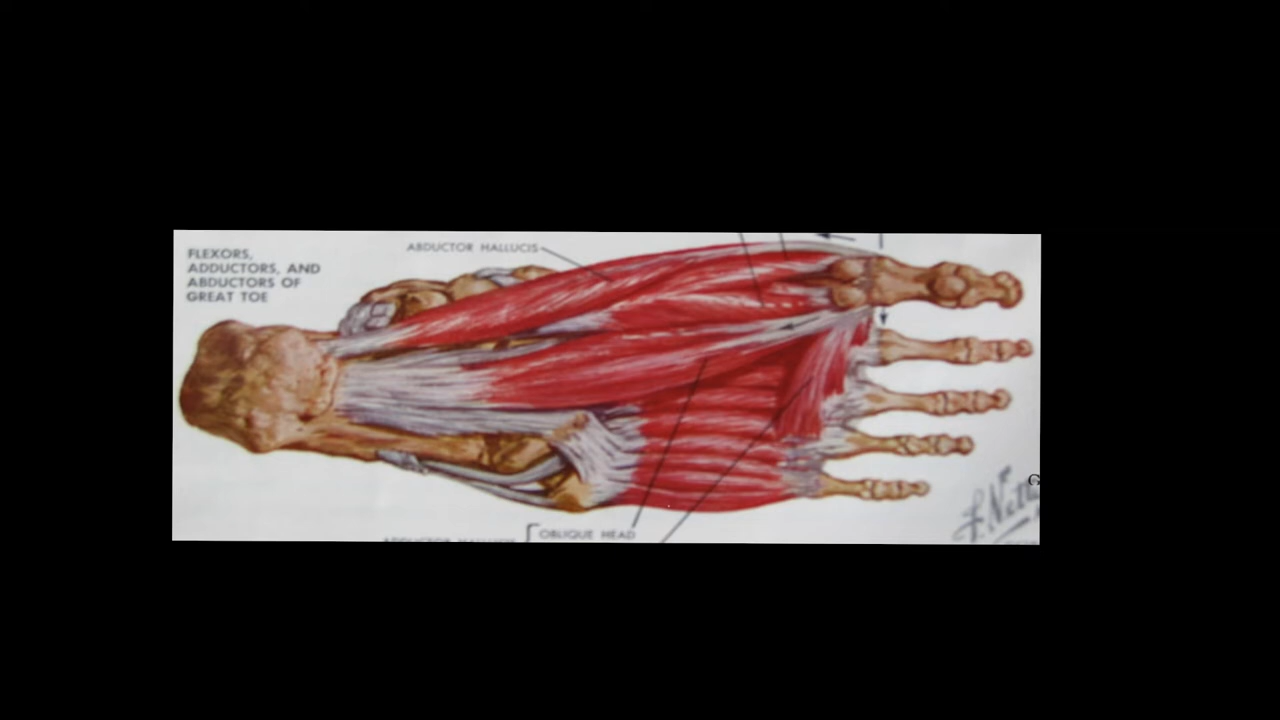 FLEXORS,
ADDUCTORS, AND
ABDUCTORS OF
GREAT TOE
ABDUCTOR HALLUCIS
OBLIQUE HEAD
G